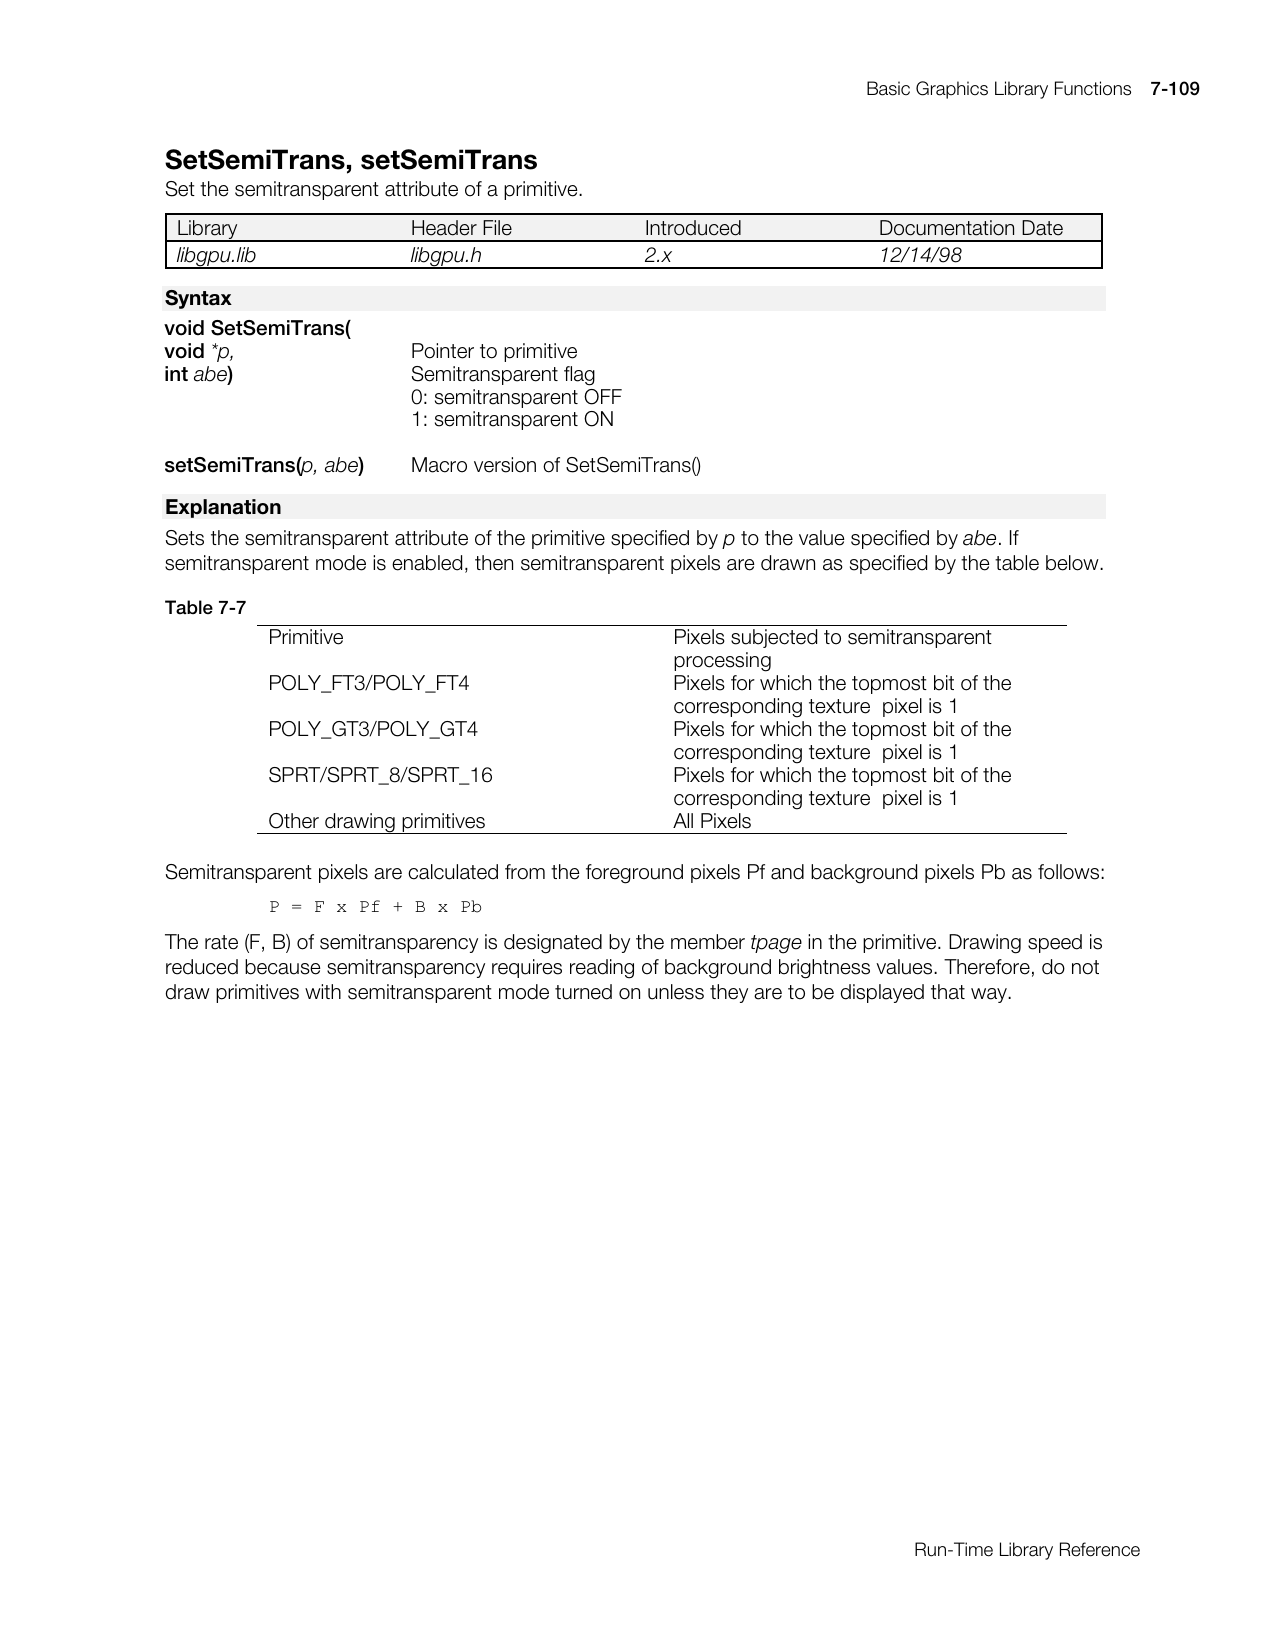 Basic Graphics Library Functions 7-109
SetSemiTrans, setSemiTrans
Set the semitransparent attribute of a primitive.
Library Header File Introduced Documentation Date
libgpu.lib libgpu.h 2.x 12/14/98
Syntax
void SetSemiTrans(
void *p, Pointer to primitive
int abe) Semitransparent flag
0: semitransparent OFF
1: semitransparent ON
setSemiTrans(p, abe) Macro version of SetSemiTrans()
Explanation
Sets the semitransparent attribute of the primitive specified by p to the value specified by abe. If
semitransparent mode is enabled, then semitransparent pixels are drawn as specified by the table below.
Table 7-7
Primitive Pixels subjected to semitransparent
processing
POLY_FT3/POLY_FT4 Pixels for which the topmost bit of the
corresponding texture  pixel is 1
POLY_GT3/POLY_GT4 Pixels for which the topmost bit of the
corresponding texture  pixel is 1
SPRT/SPRT_8/SPRT_16 Pixels for which the topmost bit of the
corresponding texture  pixel is 1
Other drawing primitives All Pixels
Semitransparent pixels are calculated from the foreground pixels Pf and background pixels Pb as follows:
P = F x Pf + B x Pb
The rate (F, B) of semitransparency is designated by the member tpage in the primitive. Drawing speed is
reduced because semitransparency requires reading of background brightness values. Therefore, do not
draw primitives with semitransparent mode turned on unless they are to be displayed that way.
Run-Time Library Reference